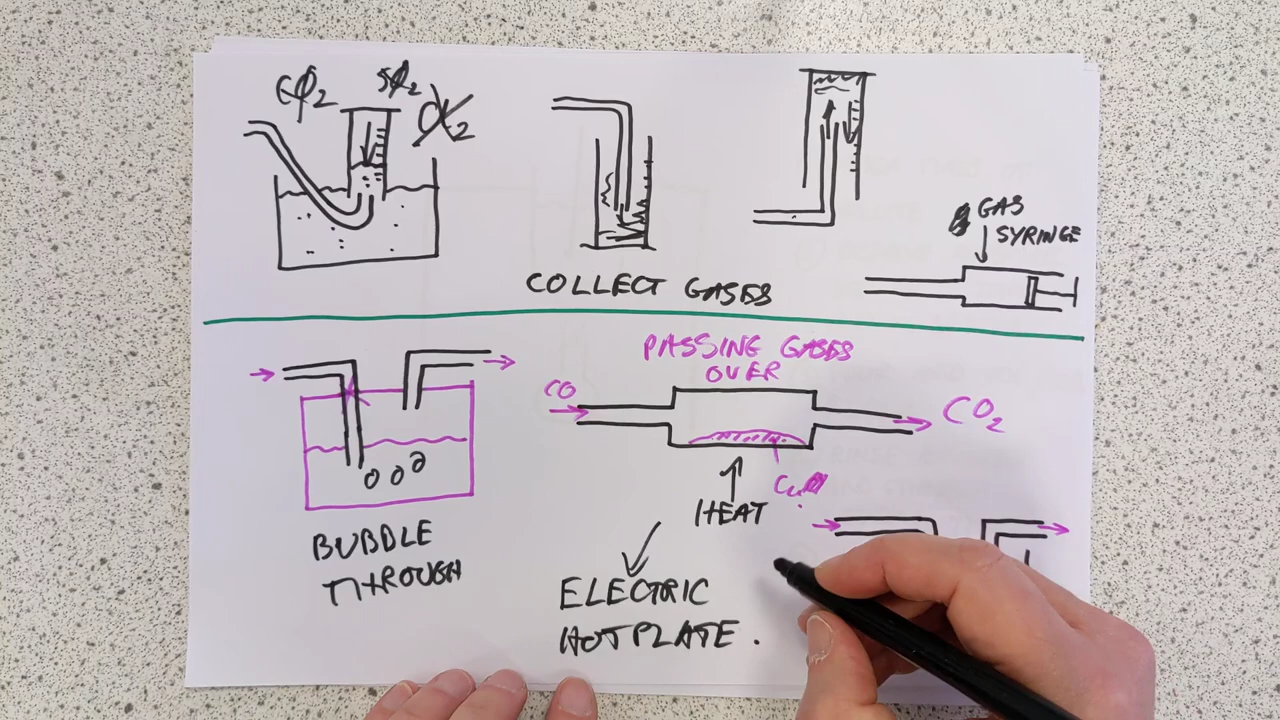 CO₂
SO₂
GAS
SYRINGE
COLLECT GASES
PASSING GASES
OVER
CO
CO₂
HEAT
BUBBLE
THROUGH
ELECTRIC
HOTPLATE.